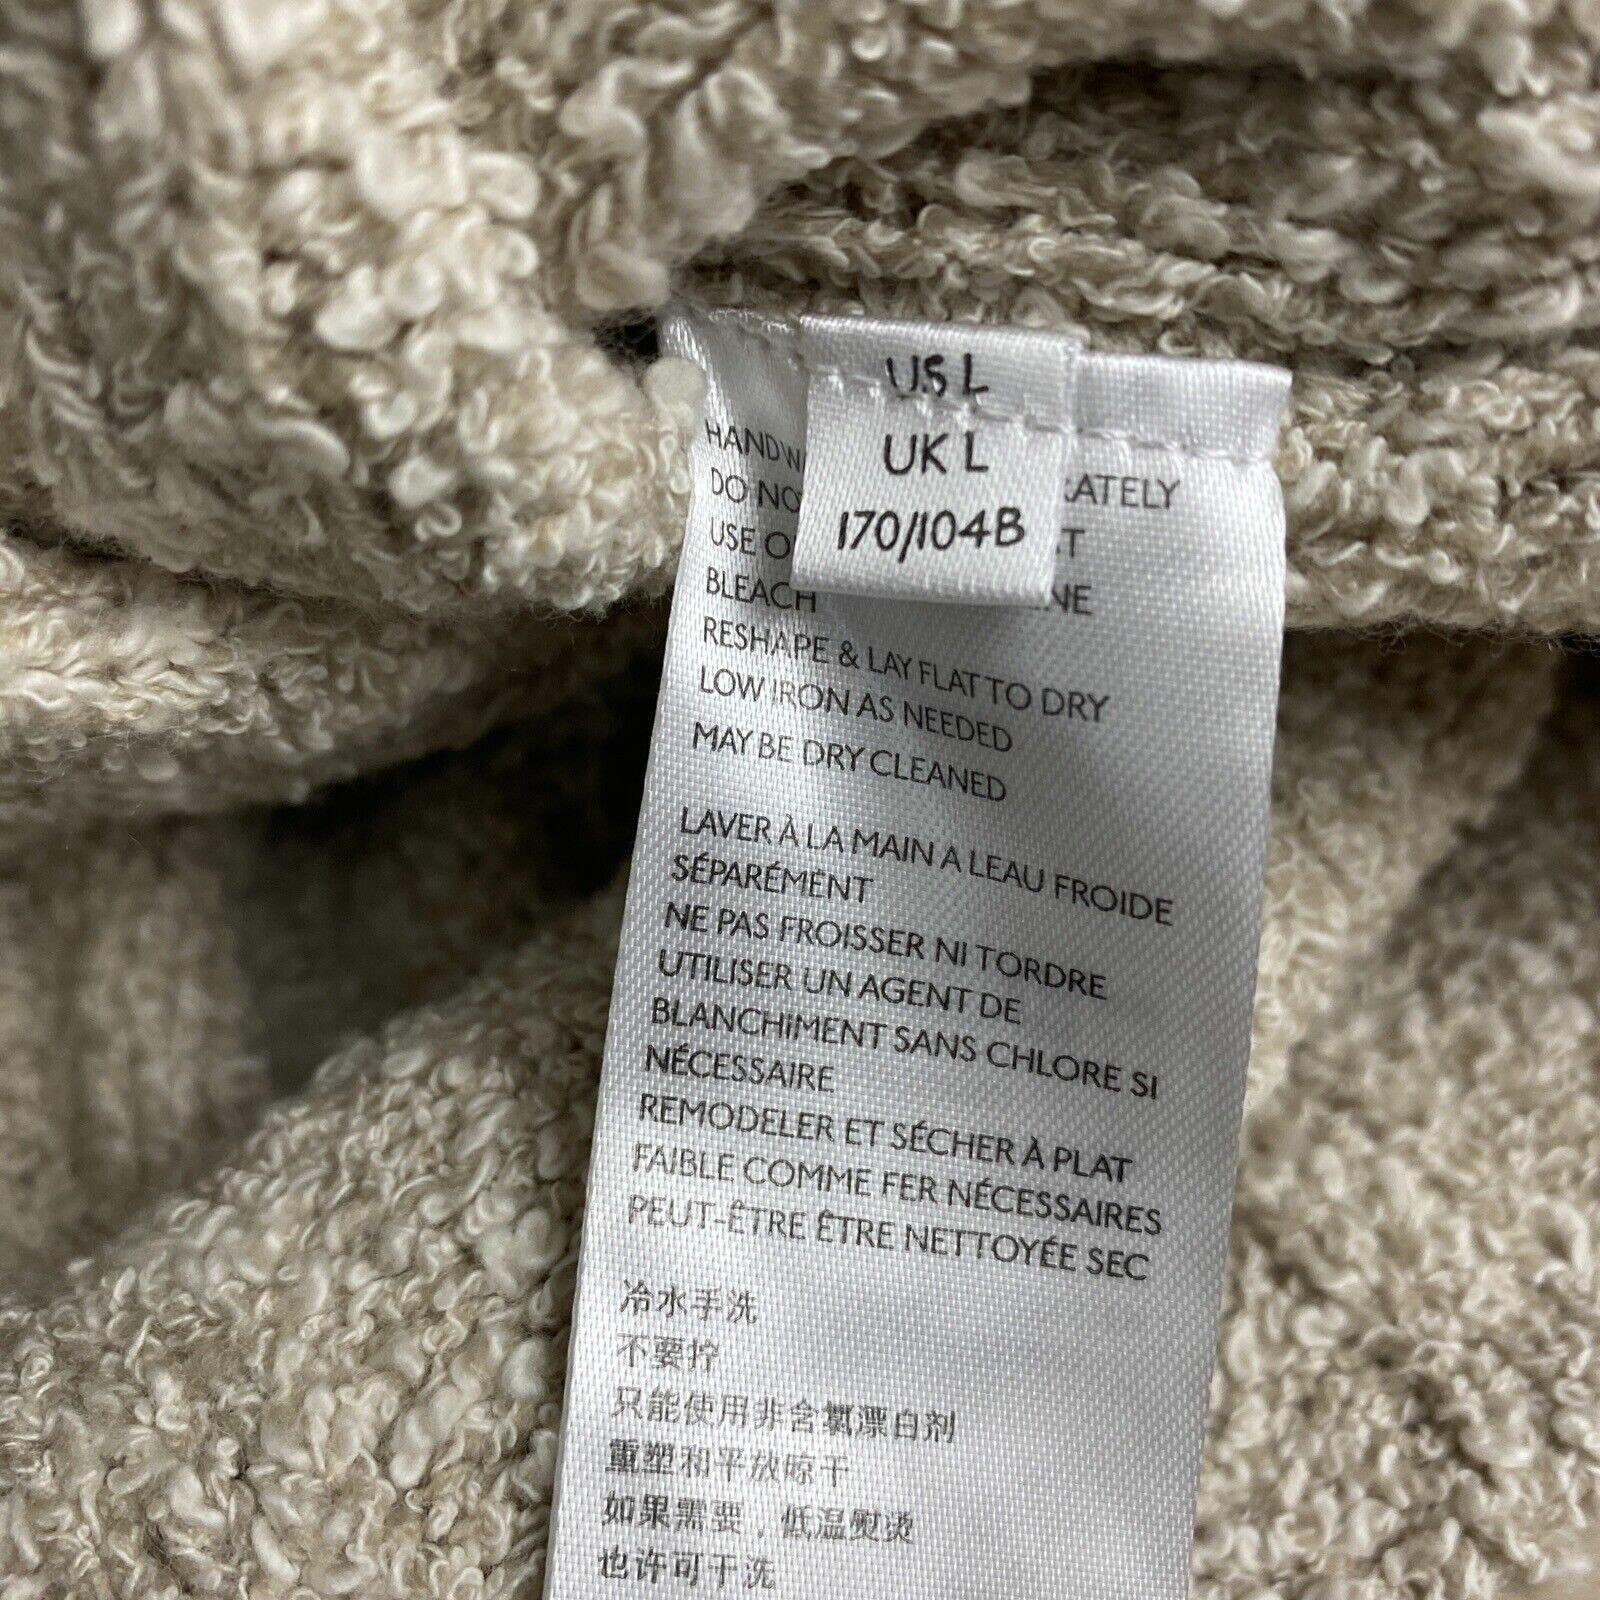 U.S L
UK L
170/104B
HANDW
DO NO
RATELY
USE O
BLEACH
RESHAPE & LAY FLAT TO DRY
LOW IRON AS NEEDED
MAY BE DRY CLEANED
LAVER À LA MAIN A LEAU FROIDE
SÉPARÉMENT
NE PAS FROISSER NI TORDRE
UTILISER UN AGENT DE
BLANCHIMENT SANS CHLORE SI
NÉCESSAIRE
REMODELER ET SÉCHER À PLAT
FAIBLE COMME FER NÉCESSAIRES
PEUT-ÊTRE ÊTRE NETTOYÉE SEC
冷水手洗
不要拧
只能使用非含氯漂白剂
重塑和平放晾干
如果需要，低温熨烫
也许可干洗